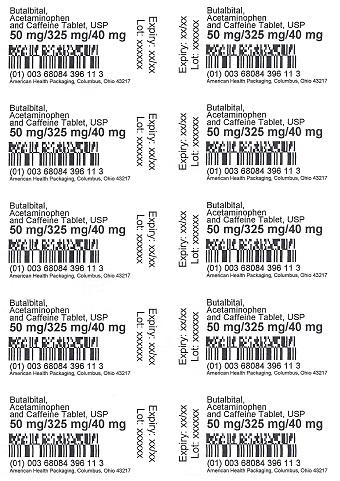 Butalbital,
Acetaminophen
and Caffeine Tablet, USP
50 mg/325 mg/40 mg
(01) 003 68084 396 11 3
American Health Packaging, Columbus, Ohio 43217
Expiry: xx/xx
Lot: xxxxxx
Expiry: xx/xx
Lot: xxxxxx
Butalbital,
Acetaminophen
and Caffeine Tablet, USP
50 mg/325 mg/40 mg
(01) 003 68084 396 11 3
American Health Packaging, Columbus, Ohio 43217
Butalbital,
Acetaminophen
and Caffeine Tablet, USP
50 mg/325 mg/40 mg
(01) 003 68084 396 11 3
American Health Packaging, Columbus, Ohio 43217
Expiry: xx/xx
Lot: xxxxxx
Expiry: xx/xx
Lot: xxxxxx
Butalbital,
Acetaminophen
and Caffeine Tablet, USP
50 mg/325 mg/40 mg
(01) 003 68084 396 11 3
American Health Packaging, Columbus, Ohio 43217
Butalbital,
Acetaminophen
and Caffeine Tablet, USP
50 mg/325 mg/40 mg
(01) 003 68084 396 11 3
American Health Packaging, Columbus, Ohio 43217
Expiry: xx/xx
Lot: xxxxxx
Expiry: xx/xx
Lot: xxxxxx
Butalbital,
Acetaminophen
and Caffeine Tablet, USP
50 mg/325 mg/40 mg
(01) 003 68084 396 11 3
American Health Packaging, Columbus, Ohio 43217
Butalbital,
Acetaminophen
and Caffeine Tablet, USP
50 mg/325 mg/40 mg
(01) 003 68084 396 11 3
American Health Packaging, Columbus, Ohio 43217
Expiry: xx/xx
Lot: xxxxxx
Expiry: xx/xx
Lot: xxxxxx
Butalbital,
Acetaminophen
and Caffeine Tablet, USP
50 mg/325 mg/40 mg
(01) 003 68084 396 11 3
American Health Packaging, Columbus, Ohio 43217
Butalbital,
Acetaminophen
and Caffeine Tablet, USP
50 mg/325 mg/40 mg
(01) 003 68084 396 11 3
American Health Packaging, Columbus, Ohio 43217
Expiry: xx/xx
Lot: xxxxxx
Expiry: xx/xx
Lot: xxxxxx
Butalbital,
Acetaminophen
and Caffeine Tablet, USP
50 mg/325 mg/40 mg
(01) 003 68084 396 11 3
American Health Packaging, Columbus, Ohio 43217